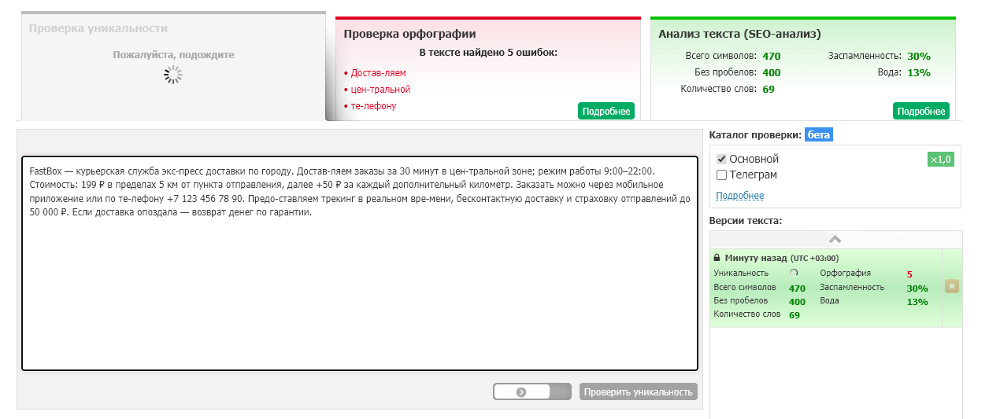 Проверка уникальности
Пожалуйста, подождите
Проверка орфографии
В тексте найдено 5 ошибок:
• Достав-ляем
• цен-тральной
• те-лефону
Подробнее
Анализ текста (SEO-анализ)
Всего символов: 470 Заспамленность: 30%
Без пробелов: 400 Вода: 13%
Количество слов: 69
Подробнее
FastBox — курьерская служба экс-пресс доставки по городу. Достав-ляем заказы за 30 минут в цен-тральной зоне; режим работы 9:00–22:00.
Стоимость: 199 ₽ в пределах 5 км от пункта отправления, далее +50 ₽ за каждый дополнительный километр. Заказать можно через мобильное
приложение или по те-лефону +7 123 456 78 90. Предо-ставляем трекинг в реальном вре-мени, бесконтактную доставку и страховку отправлений до
50 000 ₽. Если доставка опоздала — возврат денег по гарантии.
Проверить уникальность
Каталог проверки: бета
Основной ×1,0
Телеграм
Подробнее
Версии текста:
Минуту назад (UTC +03:00)
Уникальность Орфография 5
Всего символов 470 Заспамленность 30%
Без пробелов 400 Вода 13%
Количество слов 69